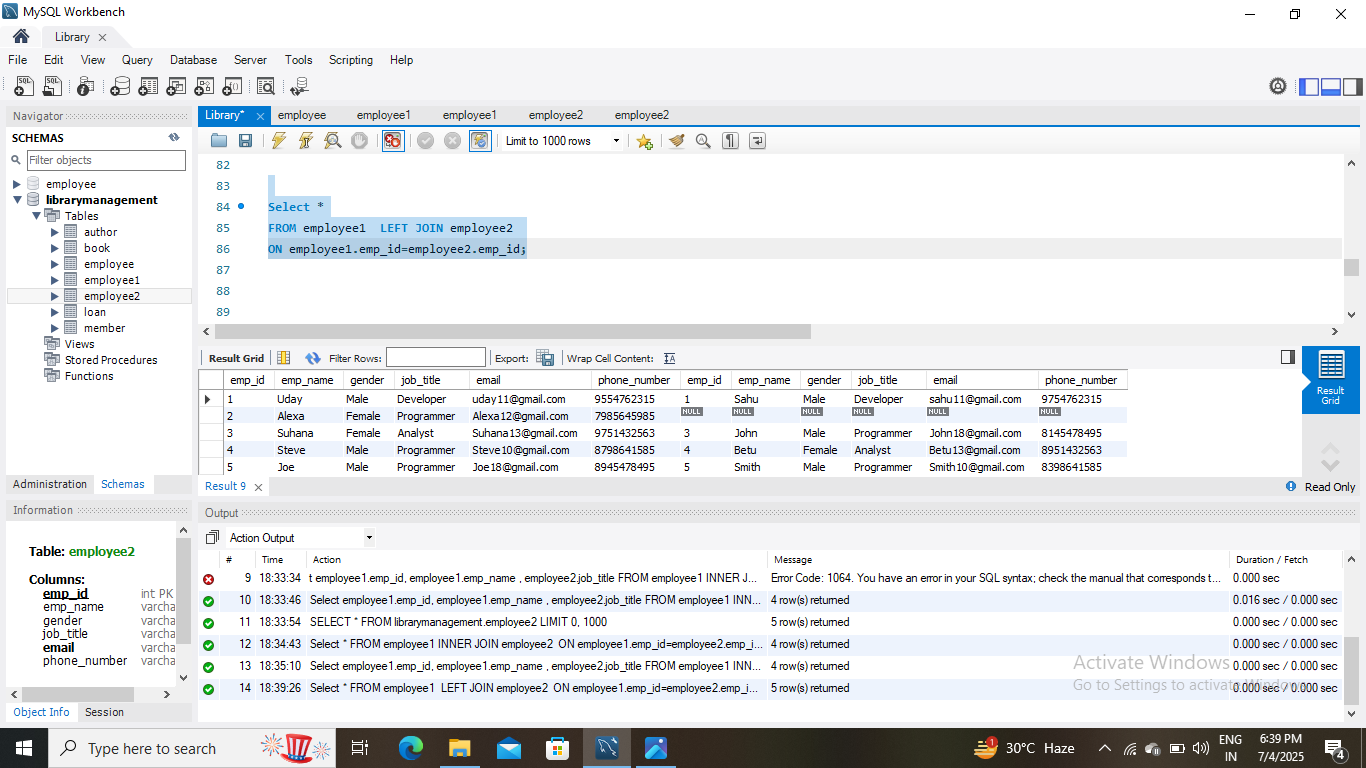 MySQL Workbench
Library
File Edit View Query Database Server Tools Scripting Help
Navigator
SCHEMAS
Filter objects
employee
librarymanagement
Tables
author
book
employee
employee1
employee2
loan
member
Views
Stored Procedures
Functions
Administration Schemas
Information
Table: employee2
Columns:
emp_id int PK
emp_name varcha
gender varcha
job_title varcha
email varcha
phone_number varcha
Object Info Session
Library* employee employee1 employee1 employee2 employee2
Limit to 1000 rows
82
83
84 Select *
85 FROM employee1 LEFT JOIN employee2
86 ON employee1.emp_id=employee2.emp_id;
87
88
89
Result Grid Filter Rows: Export: Wrap Cell Content:
emp_id emp_name gender job_title email phone_number emp_id emp_name gender job_title email phone_number
1 Uday Male Developer uday11@gmail.com 9554762315 1 Sahu Male Developer sahu11@gmail.com 9754762315
2 Alexa Female Programmer Alexa12@gmail.com 7985645985 NULL NULL NULL NULL NULL NULL
3 Suhana Female Analyst Suhana13@gmail.com 9751432563 3 John Male Programmer John18@gmail.com 8145478495
4 Steve Male Programmer Steve10@gmail.com 8798641585 4 Betu Female Analyst Betu13@gmail.com 8951432563
5 Joe Male Programmer Joe18@gmail.com 8945478495 5 Smith Male Programmer Smith10@gmail.com 8398641585
Result Grid
Result 9
Read Only
Output
Action Output
# Time Action Message Duration / Fetch
9 18:33:34 t employee1.emp_id, employee1.emp_name , employee2.job_title FROM employee1 INNER J... Error Code: 1064. You have an error in your SQL syntax; check the manual that corresponds t... 0.000 sec
10 18:33:46 Select employee1.emp_id, employee1.emp_name , employee2.job_title FROM employee1 INN... 4 row(s) returned 0.016 sec / 0.000 sec
11 18:33:54 SELECT * FROM librarymanagement.employee2 LIMIT 0, 1000 5 row(s) returned 0.000 sec / 0.000 sec
12 18:34:43 Select * FROM employee1 INNER JOIN employee2 ON employee1.emp_id=employee2.emp_i... 4 row(s) returned 0.000 sec / 0.000 sec
13 18:35:10 Select employee1.emp_id, employee1.emp_name , employee2.job_title FROM employee1 INN... 4 row(s) returned 0.000 sec / 0.000 sec
14 18:39:26 Select * FROM employee1 LEFT JOIN employee2 ON employee1.emp_id=employee2.emp_i... 5 row(s) returned 0.000 sec / 0.000 sec
Activate Windows
Go to Settings to activate Windows.
Type here to search
1
30°C Haze
ENG
IN
6:39 PM
7/4/2025
4